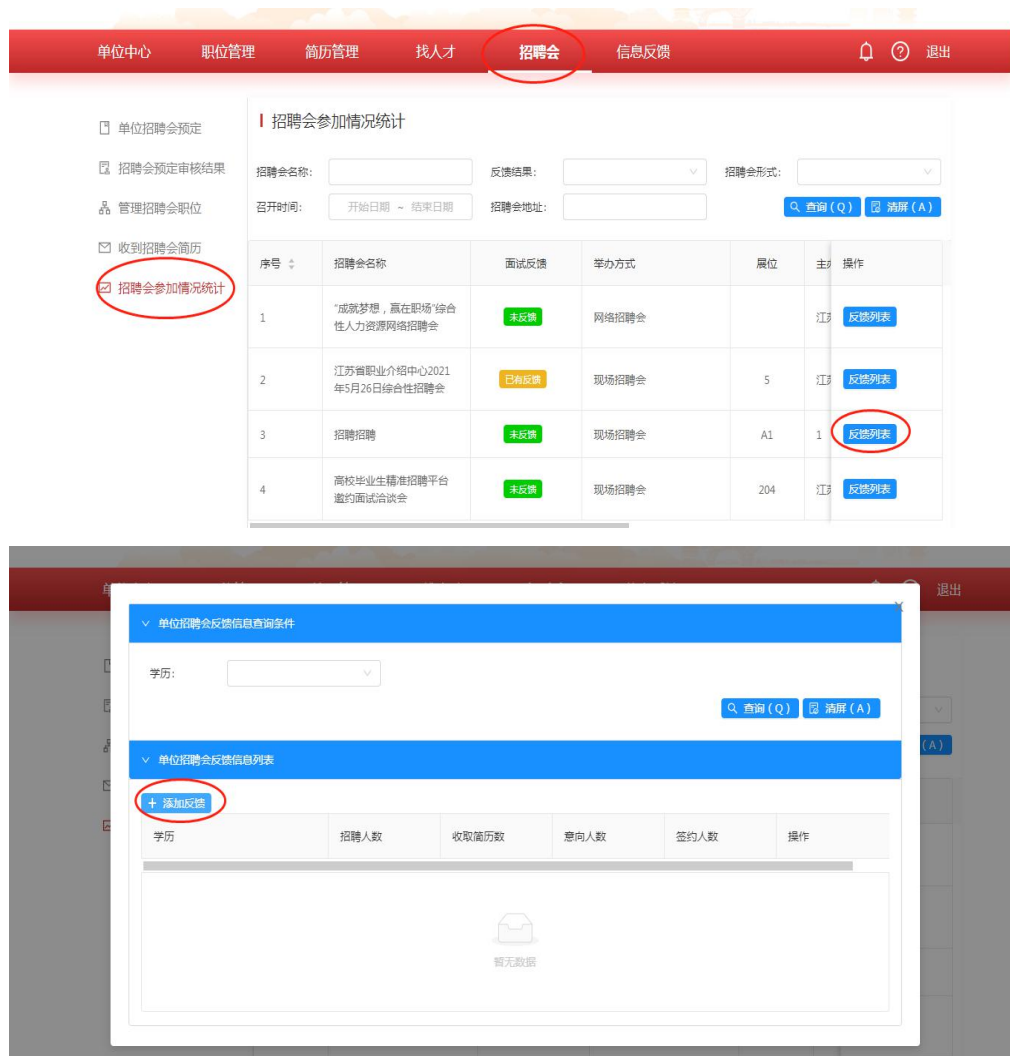 单位中心 职位管理 简历管理 找人才 招聘会 信息反馈 退出
单位招聘会预定
招聘会预定审核结果
管理招聘会职位
收到招聘会简历
招聘会参加情况统计
招聘会参加情况统计
招聘会名称: 反馈结果: 招聘会形式:
召开时间: 开始日期 ~ 结束日期 招聘会地址: 查询(Q) 清屏(A)
序号 招聘会名称 面试反馈 举办方式 展位 主办 操作
1 “成就梦想，赢在职场”综合 未反馈 网络招聘会 江苏 反馈列表
性人力资源网络招聘会
2 江苏省职业介绍中心2021 已有反馈 现场招聘会 5 江苏 反馈列表
年5月26日综合性招聘会
3 招聘招聘 未反馈 现场招聘会 A1 1 反馈列表
4 高校毕业生精准招聘平台 未反馈 现场招聘会 204 江苏 反馈列表
邀约面试洽谈会
退出
单位招聘会反馈信息查询条件
学历:
查询(Q) 清屏(A)
(A)
单位招聘会反馈信息列表
+ 添加反馈
学历 招聘人数 收取简历数 意向人数 签约人数 操作
暂无数据